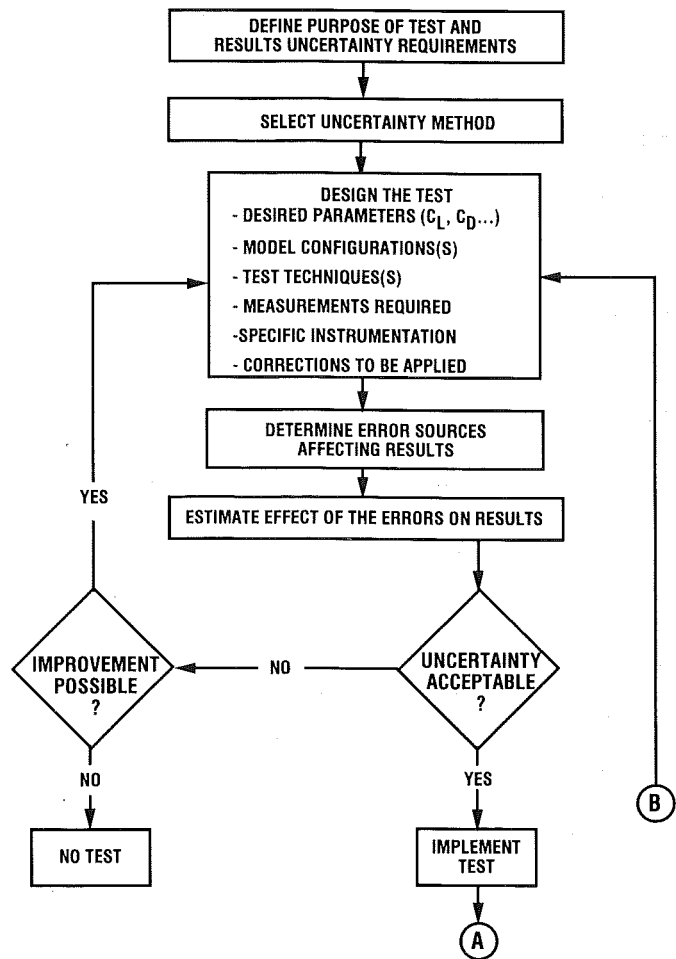 DEFINE PURPOSE OF TEST AND
RESULTS UNCERTAINTY REQUIREMENTS
SELECT UNCERTAINTY METHOD
DESIGN THE TEST
- DESIRED PARAMETERS (CL, CD...)
- MODEL CONFIGURATIONS(S)
- TEST TECHNIQUES(S)
- MEASUREMENTS REQUIRED
-SPECIFIC INSTRUMENTATION
- CORRECTIONS TO BE APPLIED
DETERMINE ERROR SOURCES
AFFECTING RESULTS
YES
ESTIMATE EFFECT OF THE ERRORS ON RESULTS
IMPROVEMENT
POSSIBLE
?
NO
UNCERTAINTY
ACCEPTABLE
?
NO
YES
B
NO TEST
IMPLEMENT
TEST
A